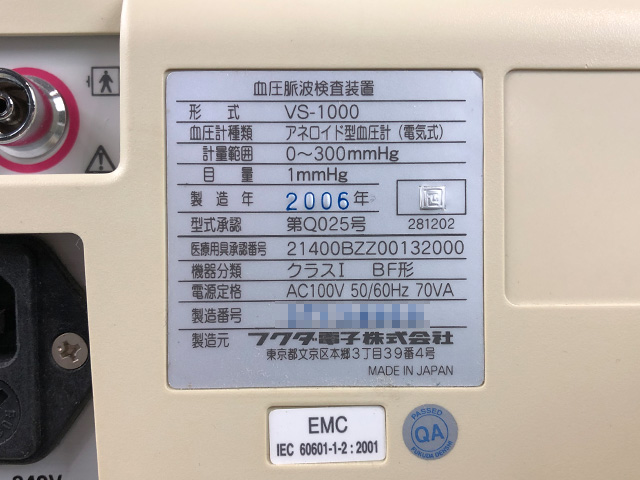 血圧脈波検査装置
形式 VS-1000
血圧計種類 アネロイド型血圧計(電気式)
計量範囲 0〜300mmHg
目量 1mmHg
製造年 2006年
281202
型式承認 第Q025号
医療用具承認番号 21400BZZ00132000
機器分類 クラスI BF形
電源定格 AC100V 50/60Hz 70VA
製造番号
製造元 フクダ電子株式会社
東京都文京区本郷3丁目39番4号
MADE IN JAPAN
EMC
IEC 60601-1-2:2001
PASSED
QA
FUKUDA DENSHI
240V